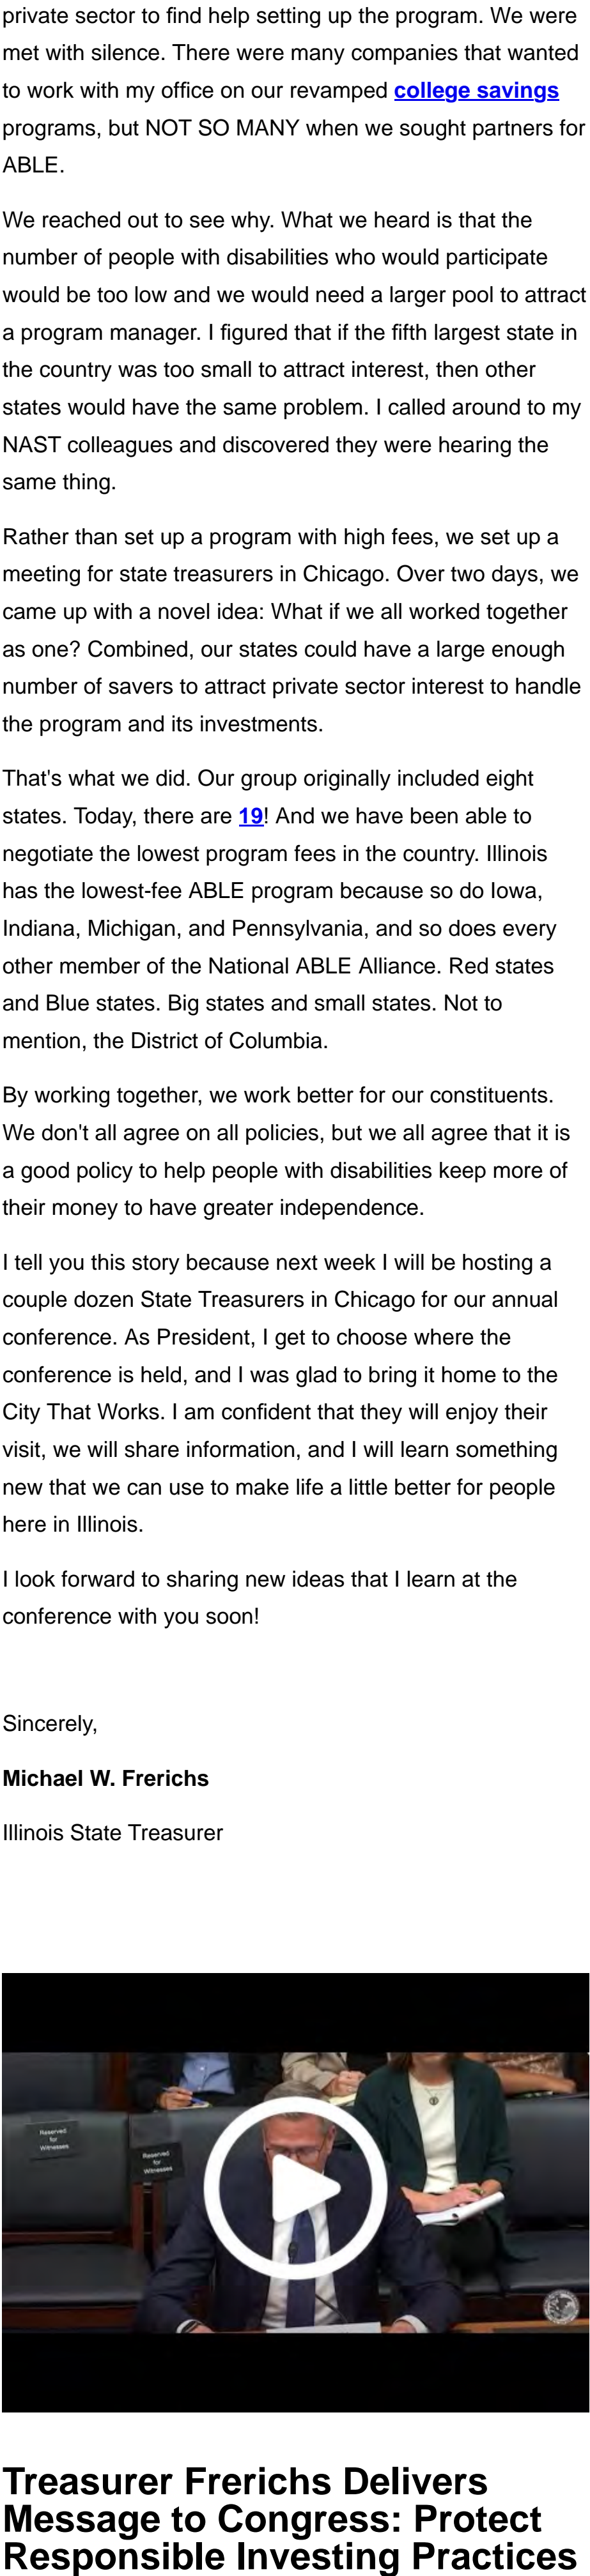 private sector to find help setting up the program. We were
met with silence. There were many companies that wanted
to work with my office on our revamped college savings
programs, but NOT SO MANY when we sought partners for
ABLE.
We reached out to see why. What we heard is that the
number of people with disabilities who would participate
would be too low and we would need a larger pool to attract
a program manager. I figured that if the fifth largest state in
the country was too small to attract interest, then other
states would have the same problem. I called around to my
NAST colleagues and discovered they were hearing the
same thing.
Rather than set up a program with high fees, we set up a
meeting for state treasurers in Chicago. Over two days, we
came up with a novel idea: What if we all worked together
as one? Combined, our states could have a large enough
number of savers to attract private sector interest to handle
the program and its investments.
That's what we did. Our group originally included eight
states. Today, there are 19! And we have been able to
negotiate the lowest program fees in the country. Illinois
has the lowest-fee ABLE program because so do Iowa,
Indiana, Michigan, and Pennsylvania, and so does every
other member of the National ABLE Alliance. Red states
and Blue states. Big states and small states. Not to
mention, the District of Columbia.
By working together, we work better for our constituents.
We don't all agree on all policies, but we all agree that it is
a good policy to help people with disabilities keep more of
their money to have greater independence.
I tell you this story because next week I will be hosting a
couple dozen State Treasurers in Chicago for our annual
conference. As President, I get to choose where the
conference is held, and I was glad to bring it home to the
City That Works. I am confident that they will enjoy their
visit, we will share information, and I will learn something
new that we can use to make life a little better for people
here in Illinois.
I look forward to sharing new ideas that I learn at the
conference with you soon!
Sincerely,
Michael W. Frerichs
Illinois State Treasurer
Reserved
for
Witnesses
Reserved
for
Witnesses
Treasurer Frerichs Delivers
Message to Congress: Protect
Responsible Investing Practices